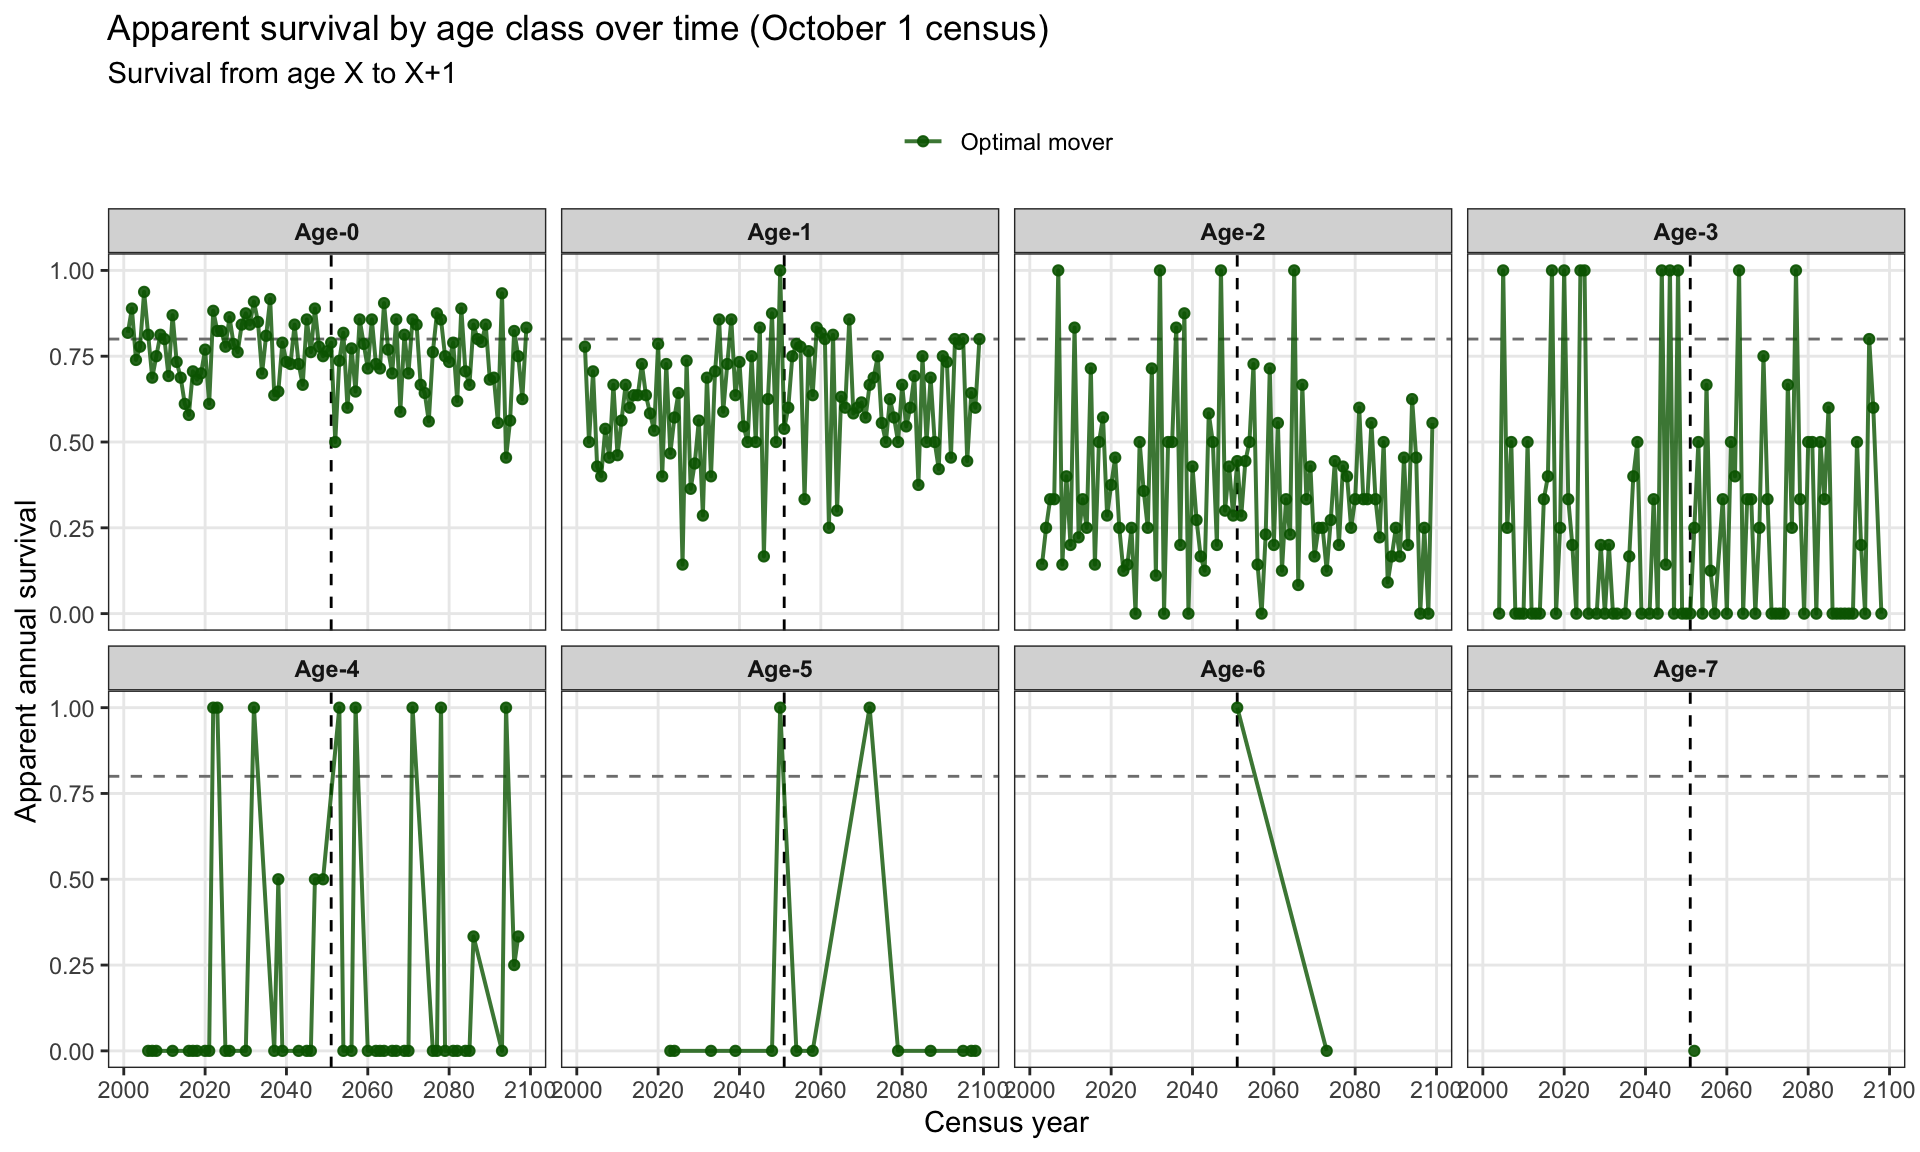 Apparent survival by age class over time (October 1 census)
Survival from age X to X+1
Optimal mover
Age-0 Age-1 Age-2 Age-3
1.00
0.75
0.50
0.25
0.00
Age-4 Age-5 Age-6 Age-7
1.00
0.75
0.50
0.25
0.00
Apparent annual survival
2000 2020 2040 2060 2080 2100 2000 2020 2040 2060 2080 2100 2000 2020 2040 2060 2080 2100 2000 2020 2040 2060 2080 2100
Census year